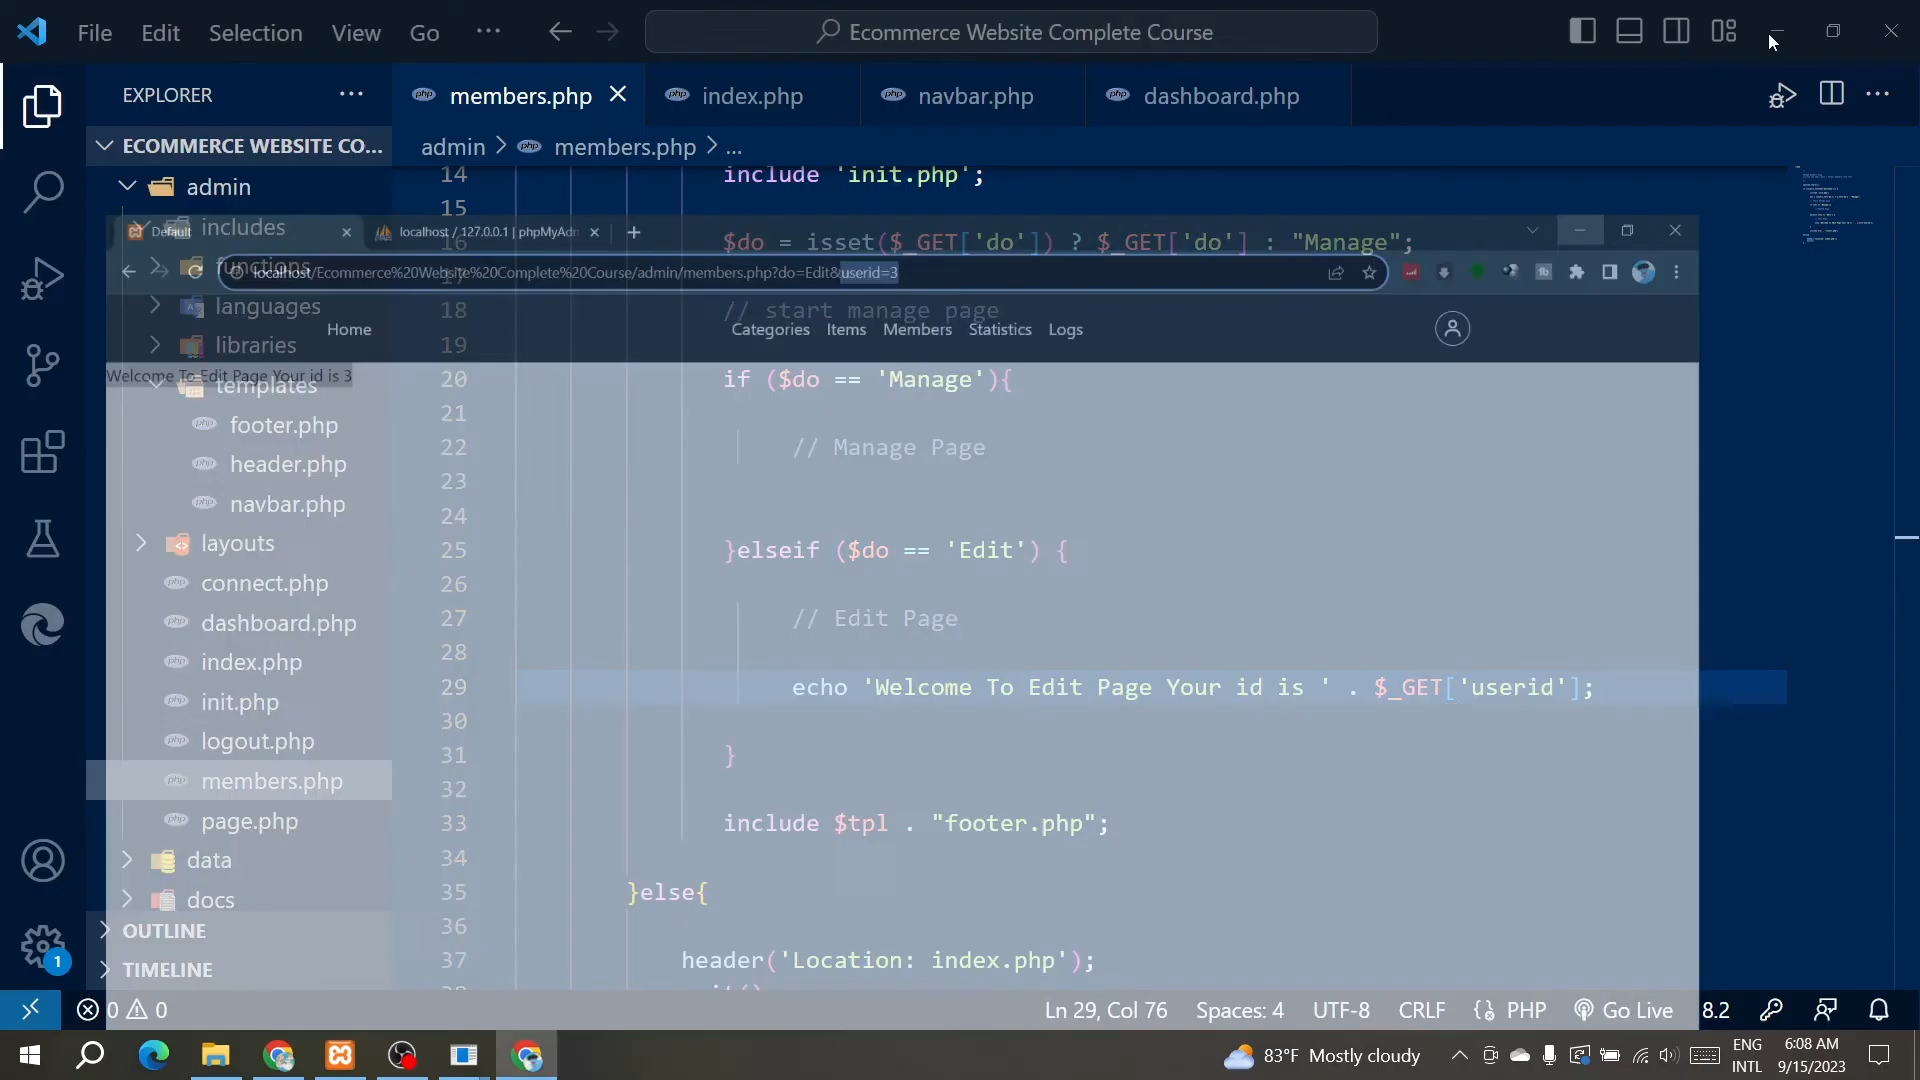 File Edit Selection View Go ... Ecommerce Website Complete Course
EXPLORER
members.php index.php navbar.php dashboard.php
ECOMMERCE WEBSITE CO...
admin > members.php > ...
admin
includes
functions
languages
libraries
templates
footer.php
header.php
navbar.php
layouts
connect.php
dashboard.php
index.php
init.php
logout.php
members.php
page.php
data
docs
OUTLINE
TIMELINE
14 include 'init.php';
15
Default localhost / 127.0.0.1 | phpMyAdm
16 $do = isset($_GET['do']) ? $_GET['do'] : "Manage";
17
localhost/Ecommerce%20Website%20Complete%20Course/admin/members.php?do=Edit&userid=3
18 // start manage page
Home Categories Items Members Statistics Logs
19
Welcome To Edit Page Your id is 3
20 if ($do == 'Manage'){
21
22 // Manage Page
23
24
25 }elseif ($do == 'Edit') {
26
27 // Edit Page
28
29 echo 'Welcome To Edit Page Your id is ' . $_GET['userid'];
30
31 }
32
33 include $tpl . "footer.php";
34
35 }else{
36
37 header('Location: index.php');
0 0 Ln 29, Col 76 Spaces: 4 UTF-8 CRLF PHP Go Live 8.2
1
83°F Mostly cloudy ENG INTL 6:08 AM 9/15/2023